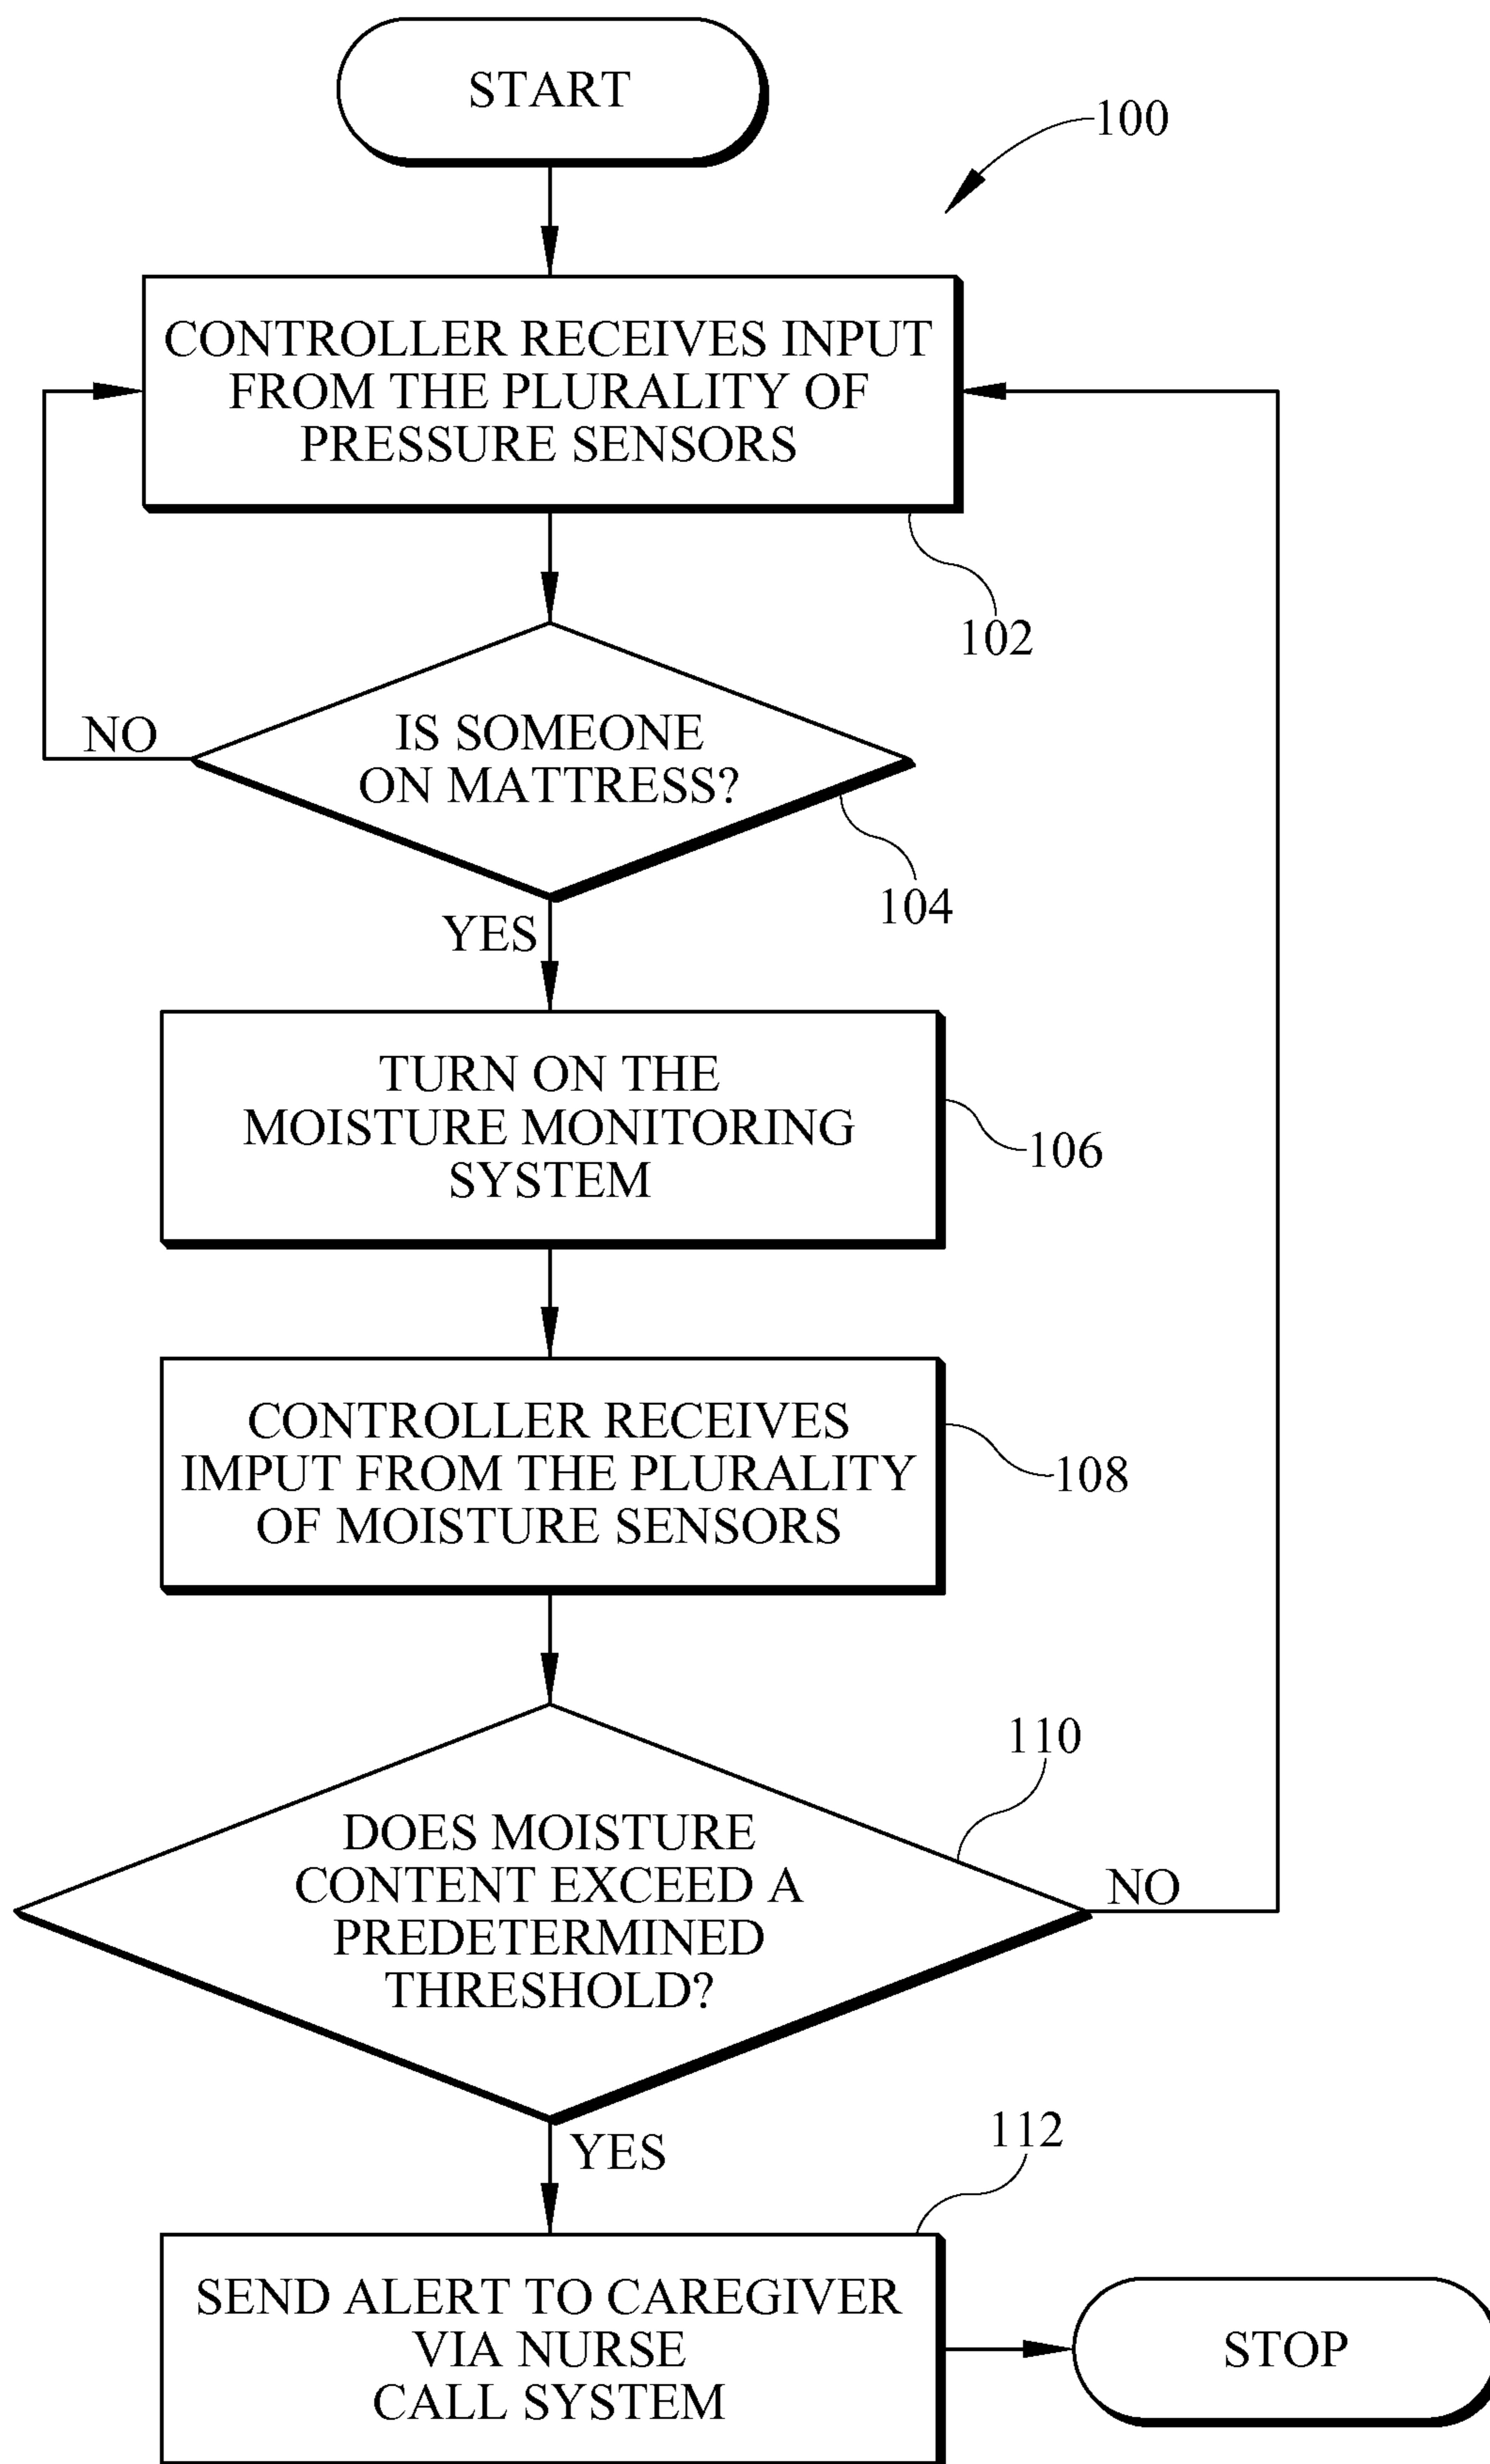 START
100
CONTROLLER RECEIVES INPUT
FROM THE PLURALITY OF
PRESSURE SENSORS
102
NO
IS SOMEONE
ON MATTRESS?
104
YES
TURN ON THE
MOISTURE MONITORING
SYSTEM
106
CONTROLLER RECEIVES
IMPUT FROM THE PLURALITY
OF MOISTURE SENSORS
108
110
DOES MOISTURE
CONTENT EXCEED A
PREDETERMINED
THRESHOLD?
NO
YES
112
SEND ALERT TO CAREGIVER
VIA NURSE
CALL SYSTEM
STOP